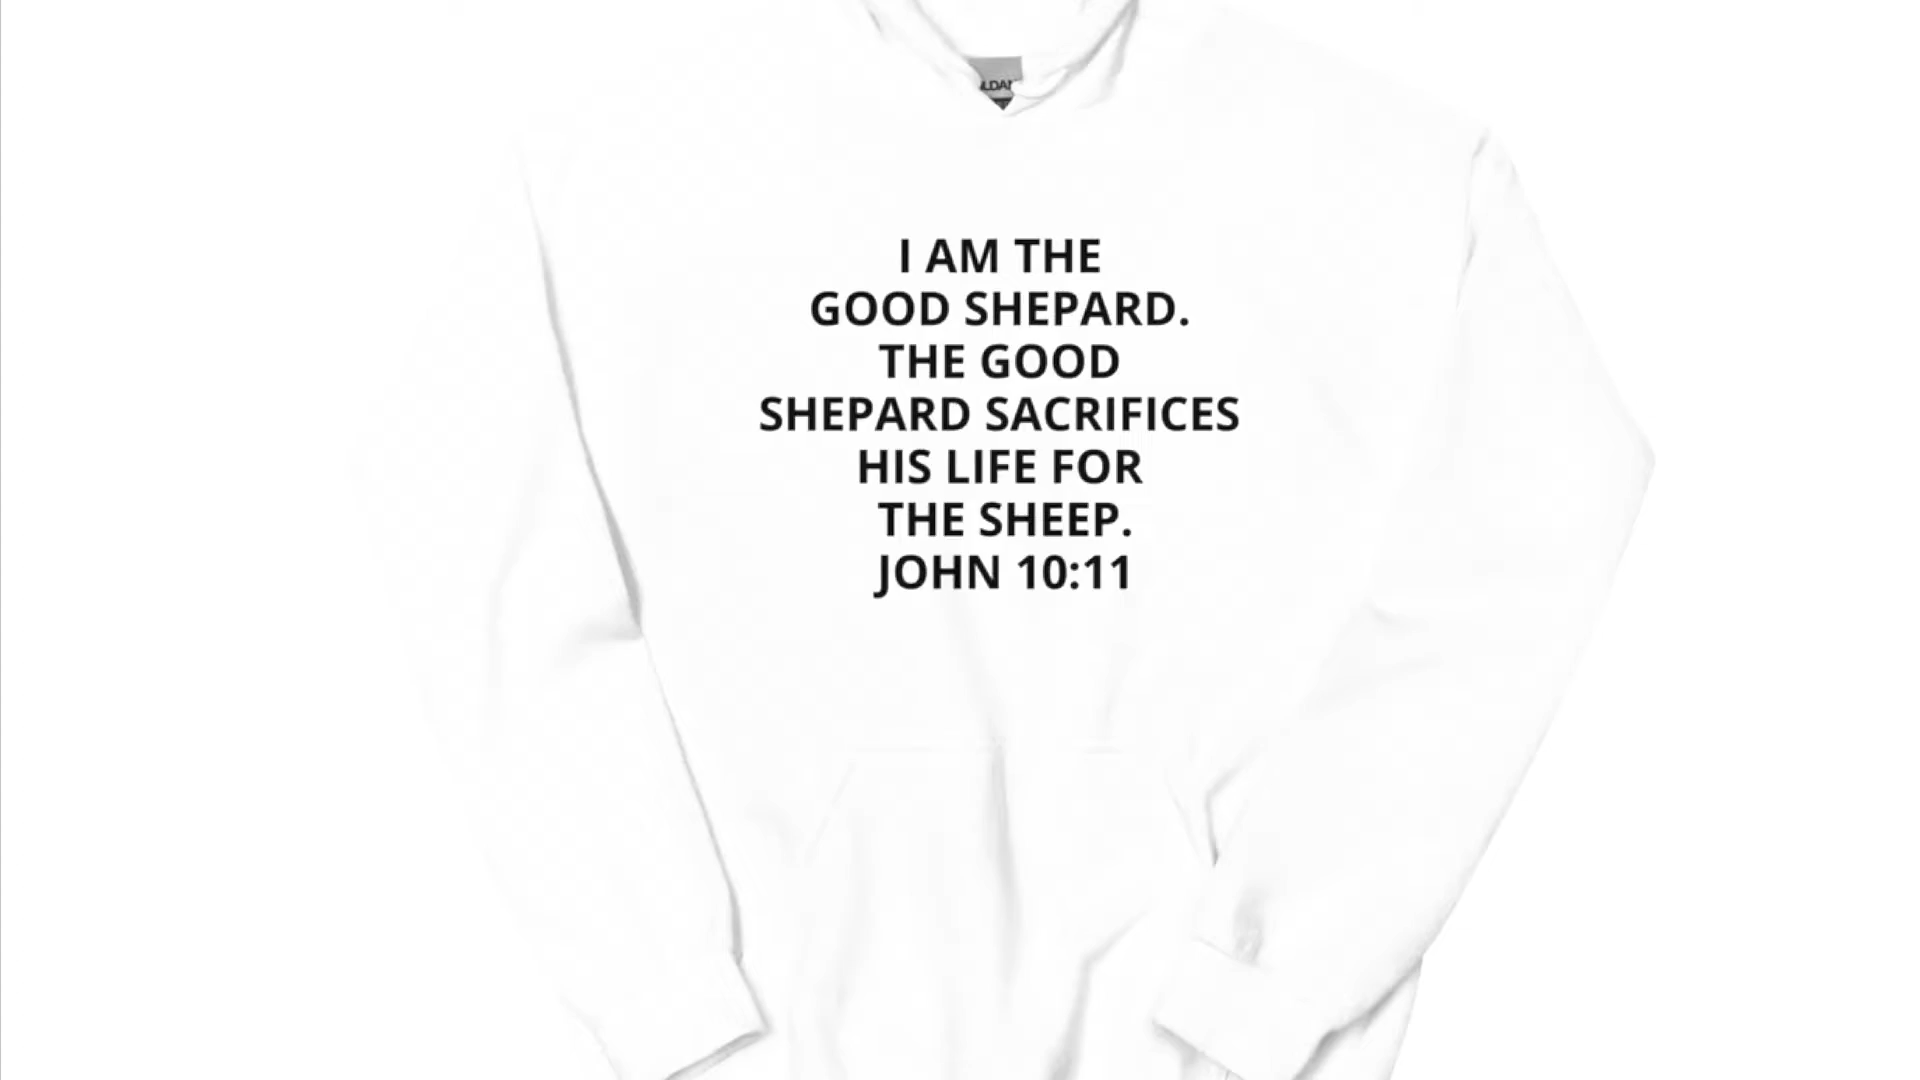 I AM THE
GOOD SHEPARD.
THE GOOD
SHEPARD SACRIFICES
HIS LIFE FOR
THE SHEEP.
JOHN 10:11